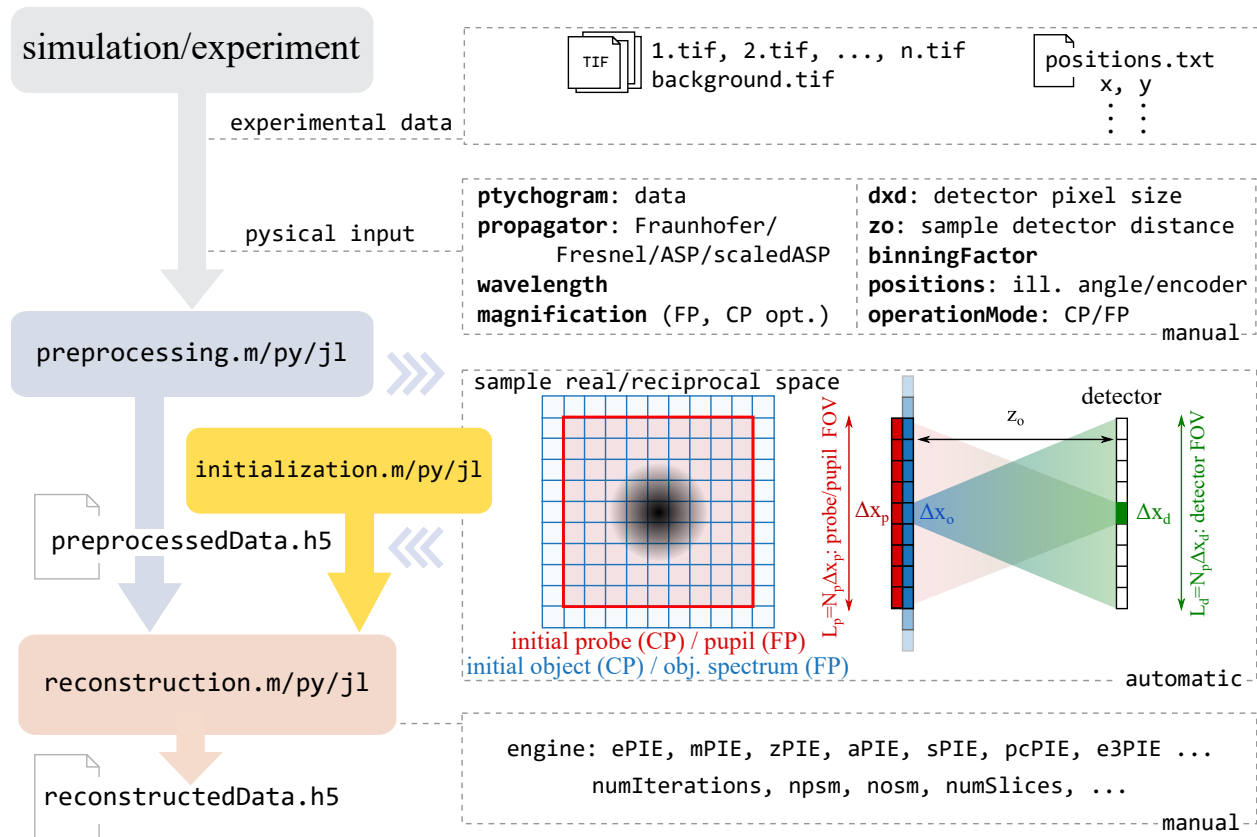 simulation/experiment
TIF
1.tif, 2.tif, ..., n.tif
background.tif
positions.txt
x, y
experimental data
ptychogram: data
propagator: Fraunhofer/
Fresnel/ASP/scaledASP
wavelength
magnification (FP, CP opt.)
dxd: detector pixel size
zo: sample detector distance
binningFactor
positions: ill. angle/encoder
operationMode: CP/FP
manual
pysical input
preprocessing.m/py/jl
sample real/reciprocal space
initial probe (CP) / pupil (FP)
initial object (CP) / obj. spectrum (FP)
Lₚ=NₚΔxₚ: probe/pupil FOV
Δxₚ
Δxₒ
zₒ
detector
Δx_d
L_d=NₚΔx_d: detector FOV
automatic
initialization.m/py/jl
preprocessedData.h5
reconstruction.m/py/jl
engine: ePIE, mPIE, zPIE, aPIE, sPIE, pcPIE, e3PIE ...
numIterations, npsm, nosm, numSlices, ...
manual
reconstructedData.h5